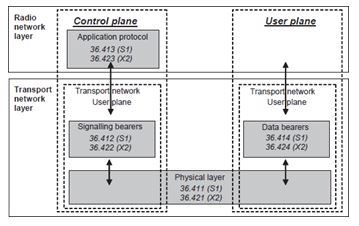 Radio
network
layer
Control plane
User plane
Application protocol
36.413 (S1)
36.423 (X2)
Transport
network
layer
Transport network
User plane
Transport network
User plane
Signalling bearers
36.412 (S1)
36.422 (X2)
Data bearers
36.414 (S1)
36.424 (X2)
Physical layer
36.411 (S1)
36.421 (X2)